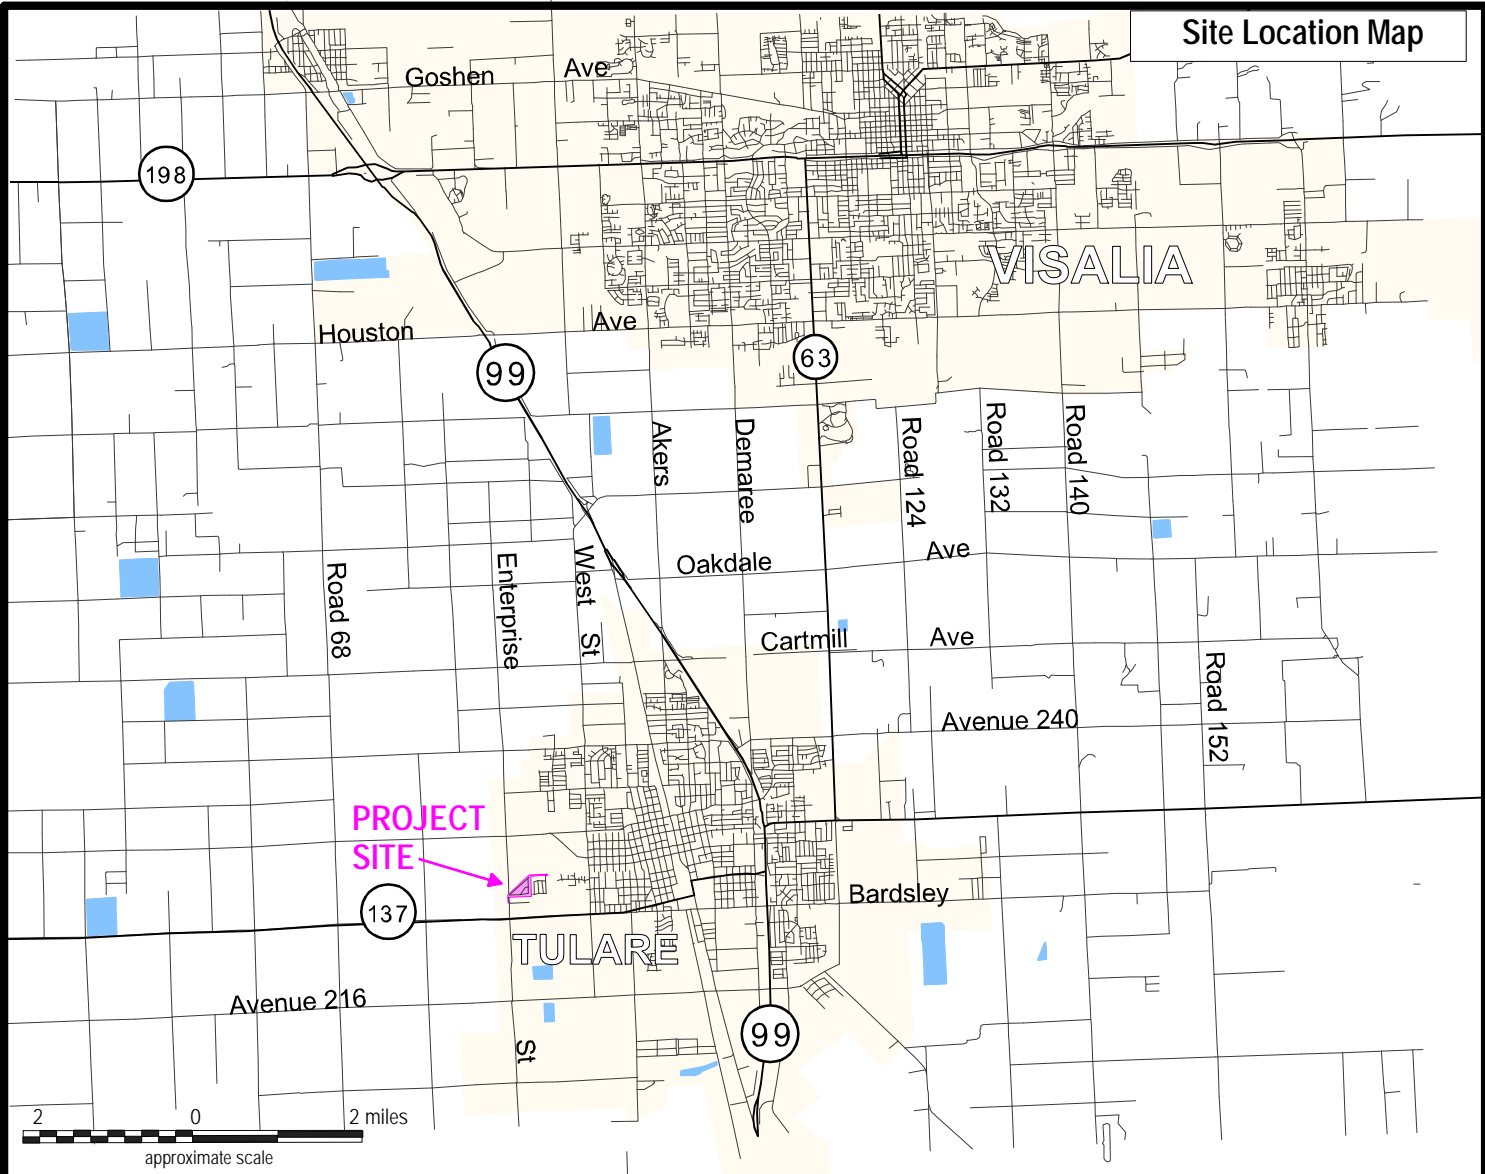 Site Location Map
Goshen Ave
198
VISALIA
Houston Ave
99
63
Akers
Demaree
Road 124
Road 132
Road 140
Oakdale Ave
Enterprise
West St
Road 68
Cartmill Ave
Road 152
Avenue 240
PROJECT
SITE
Bardsley
137
TULARE
Avenue 216
St
99
2 0 2 miles
approximate scale